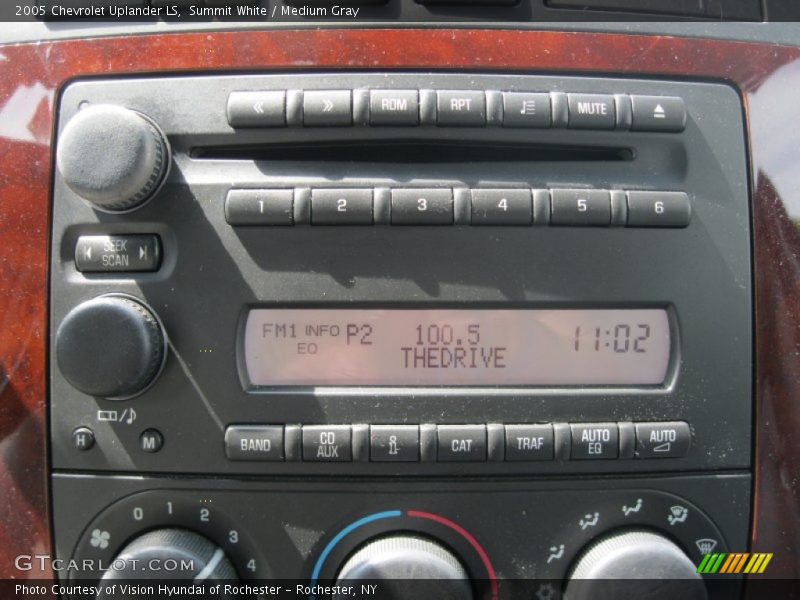 2005 Chevrolet Uplander LS, Summit White / Medium Gray
« » RDM RPT MUTE
1 2 3 4 5 6
SEEK
SCAN
FM1 INFO P2 100.5 11:02
EQ THEDRIVE
H M
BAND CD AUX i CAT TRAF AUTO EQ AUTO
0 1 2 3 4
GTCARLOT.COM
Photo Courtesy of Vision Hyundai of Rochester - Rochester, NY